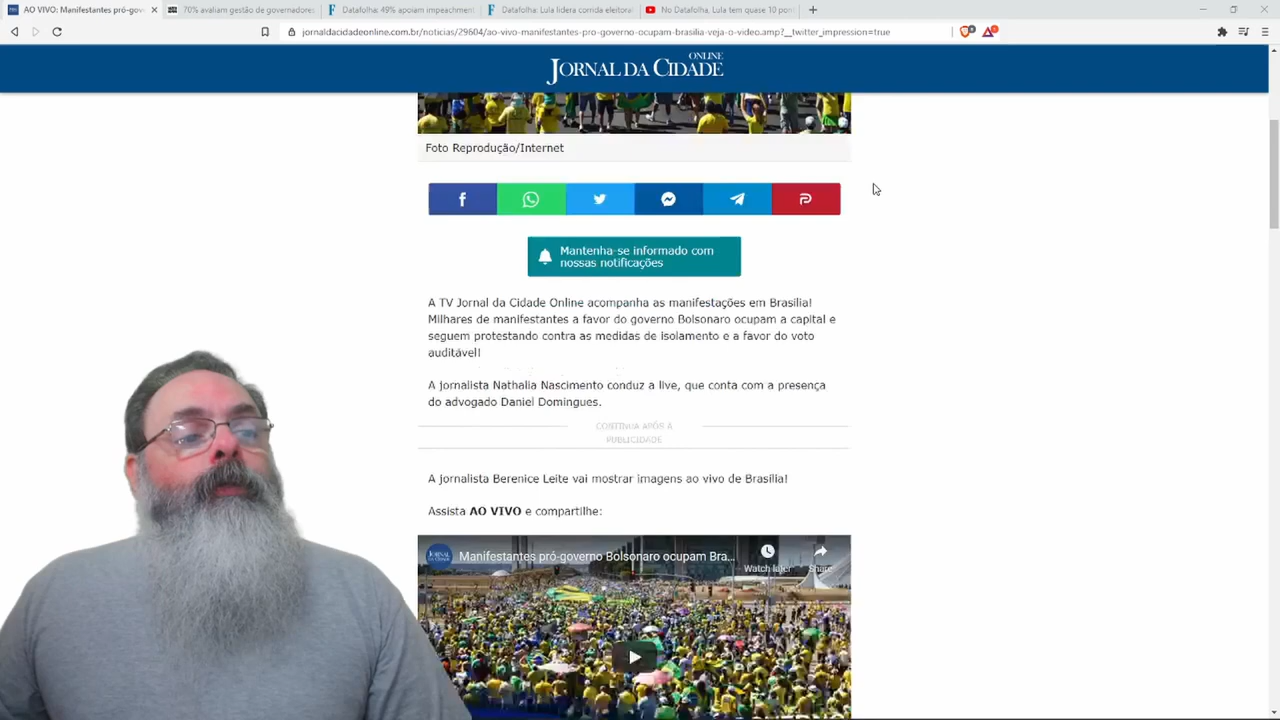 AO VIVO: Manifestantes pró-gov
70% avaliam gestão de governadores
Datafolha: 49% apoiam impeachment
Datafolha: Lula lidera corrida eleitoral
No Datafolha, Lula tem quase 10 pont
jornaldacidadeonline.com.br/noticias/29604/ao-vivo-manifestantes-pro-governo-ocupam-brasilia-veja-o-video.amp?__twitter_impression=true
JORNAL DA CIDADE ONLINE
Foto Reprodução/Internet
Mantenha-se informado com
nossas notificações
A TV Jornal da Cidade Online acompanha as manifestações em Brasília!
Milhares de manifestantes a favor do governo Bolsonaro ocupam a capital e
seguem protestando contra as medidas de isolamento e a favor do voto
auditável!
A jornalista Nathalia Nascimento conduz a live, que conta com a presença
do advogado Daniel Domingues.
CONTINUA APÓS A
PUBLICIDADE
A jornalista Berenice Leite vai mostrar imagens ao vivo de Brasília!
Assista AO VIVO e compartilhe:
Manifestantes pró-governo Bolsonaro ocupam Bra...
Watch later
Share